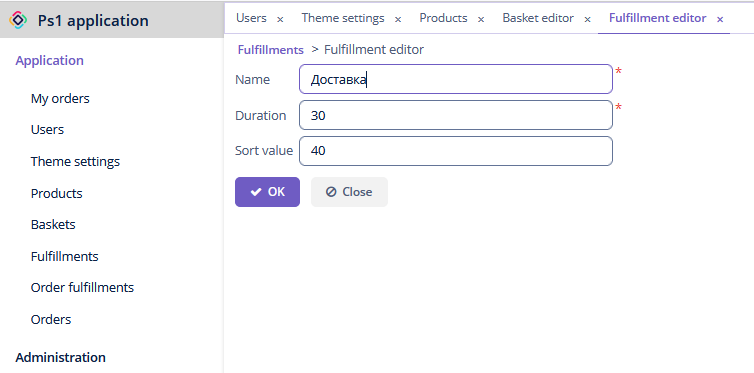 Ps1 application
Users × Theme settings × Products × Basket editor × Fulfillment editor ×
Application
My orders
Users
Theme settings
Products
Baskets
Fulfillments
Order fulfillments
Orders
Administration
Fulfillments > Fulfillment editor
Name Доставка *
Duration 30 *
Sort value 40
OK Close